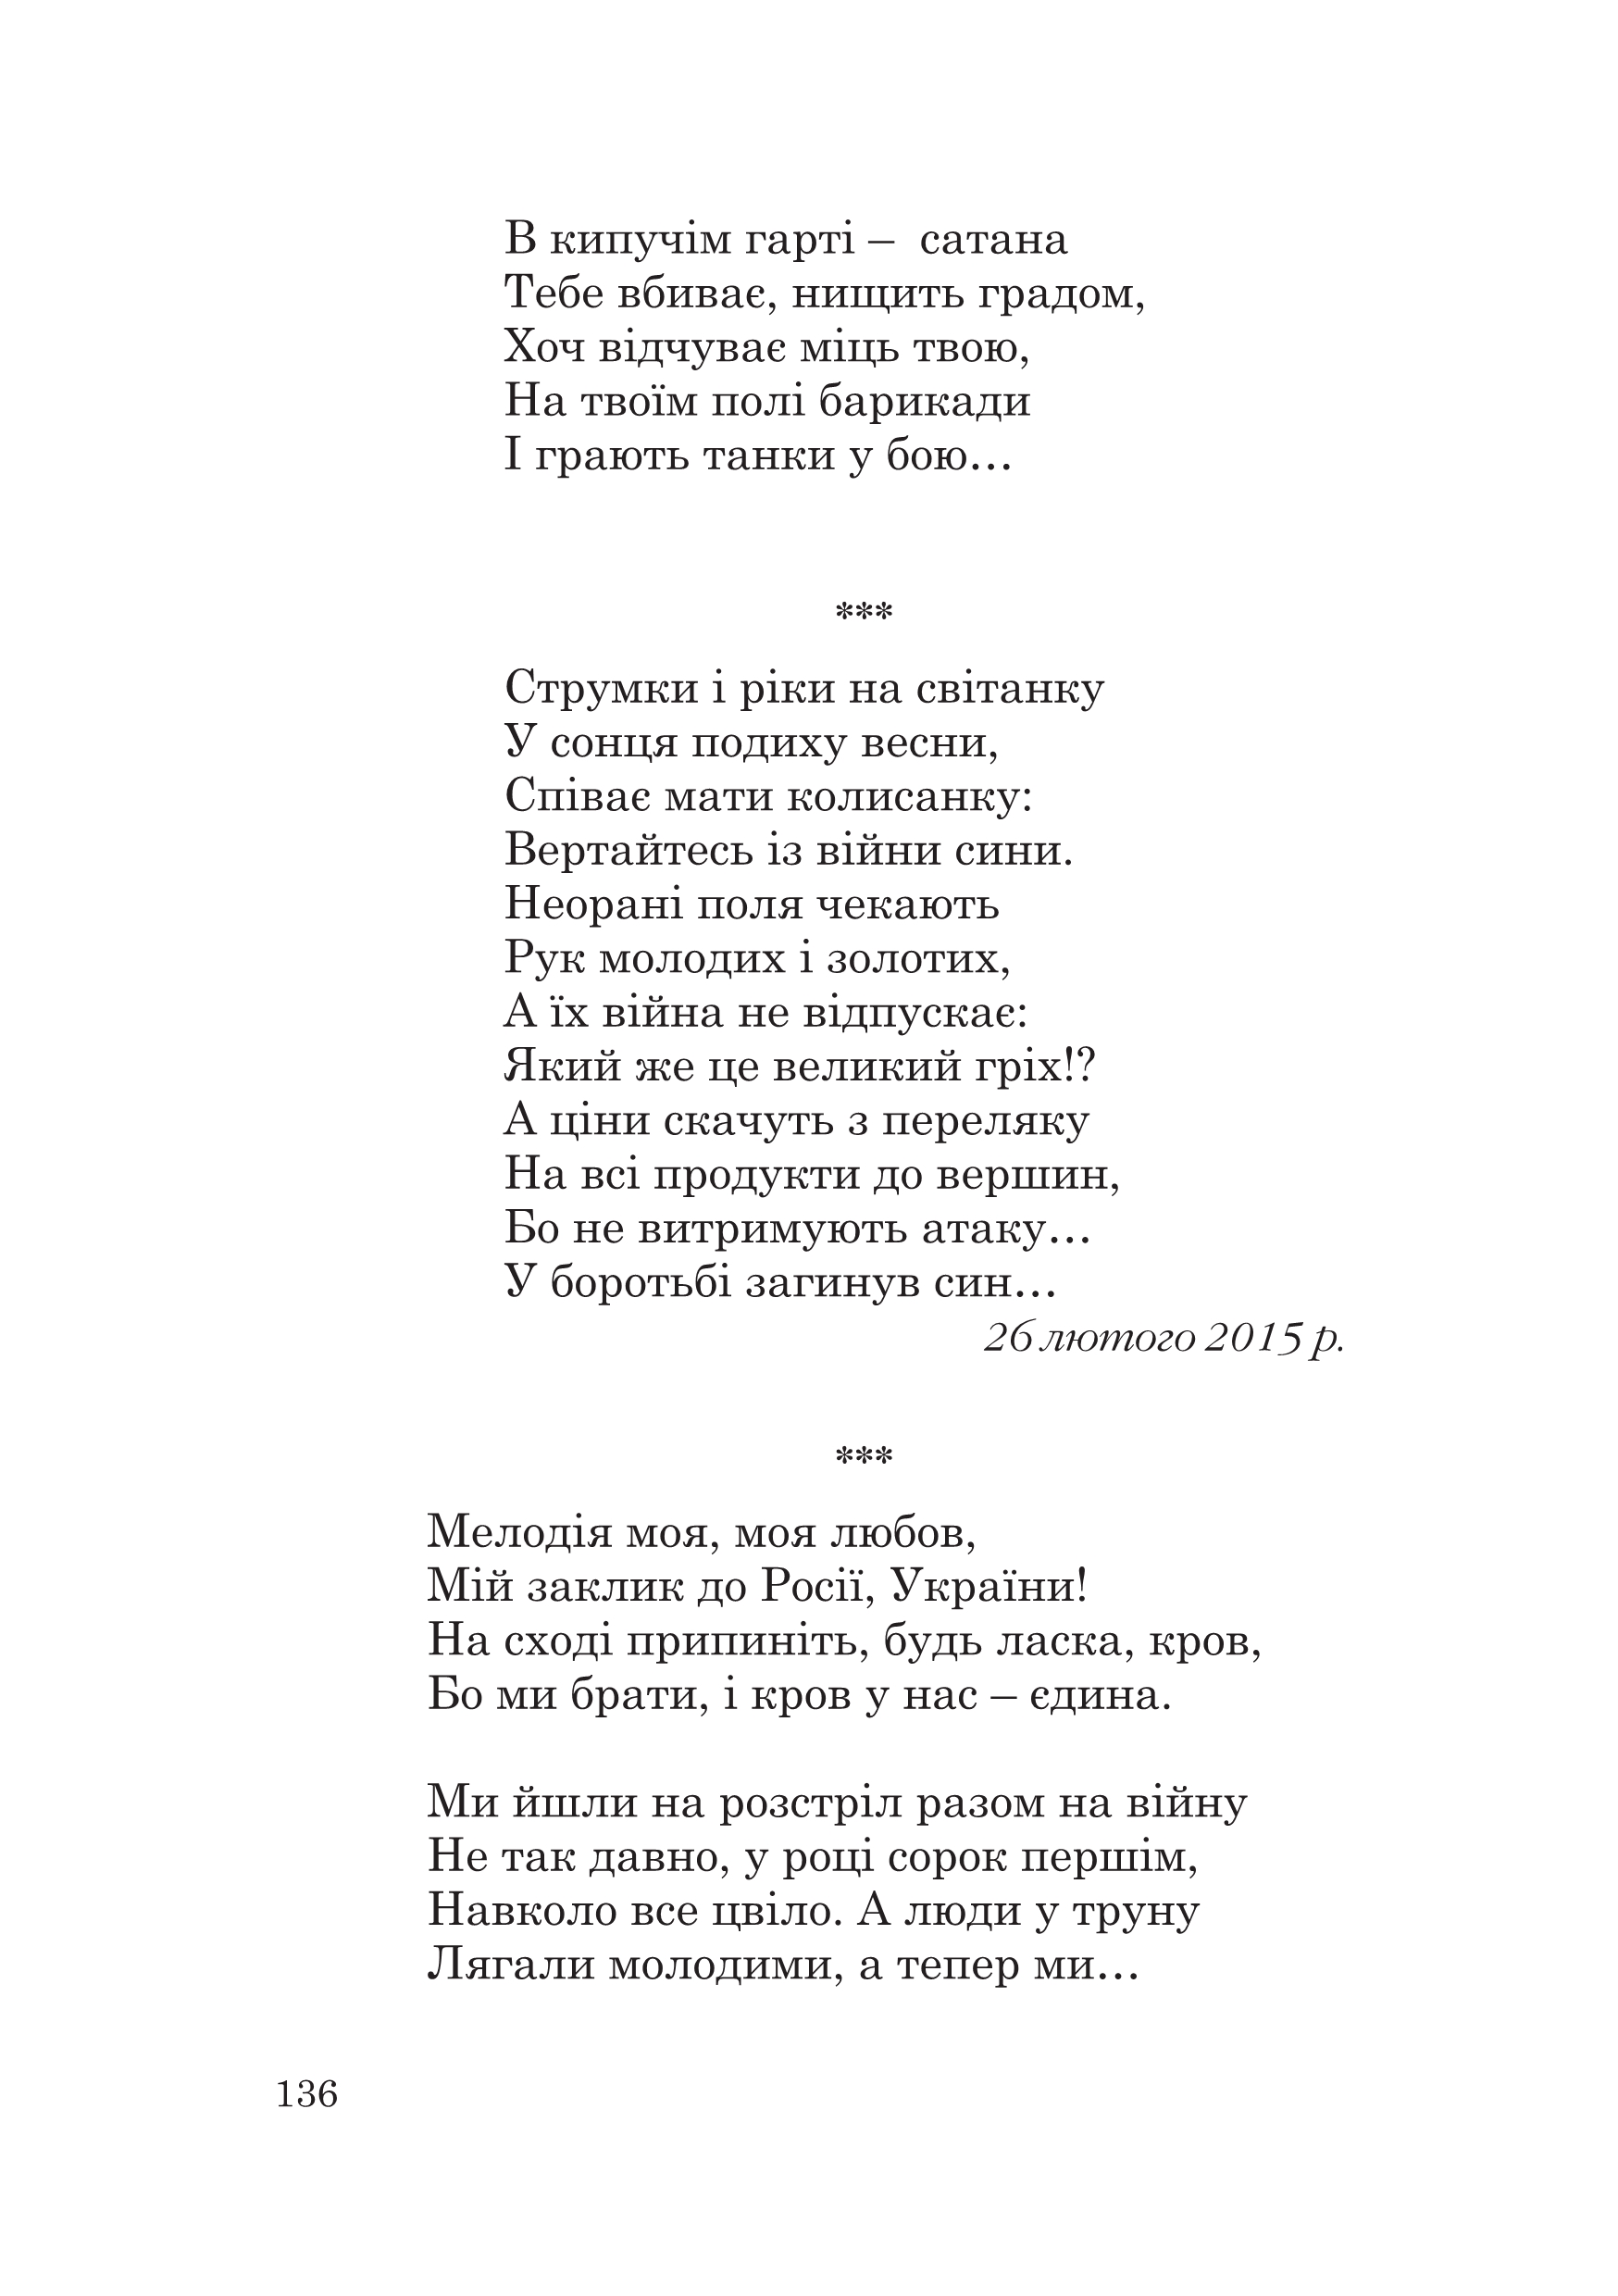 В кипучім гарті – сатана
Тебе вбиває, нищить градом,
Хоч відчуває міць твою,
На твоїм полі барикади
І грають танки у бою…
***
Струмки і ріки на світанку
У сонця подиху весни,
Співає мати колисанку:
Вертайтесь із війни сини.
Неорані поля чекають
Рук молодих і золотих,
А їх війна не відпускає:
Який же це великий гріх!?
А ціни скачуть з переляку
На всі продукти до вершин,
Бо не витримують атаку…
У боротьбі загинув син…
26 лютого 2015 р.
***
Мелодія моя, моя любов,
Мій заклик до Росії, України!
На сході припиніть, будь ласка, кров,
Бо ми брати, і кров у нас – єдина.
Ми йшли на розстріл разом на війну
Не так давно, у році сорок першім,
Навколо все цвіло. А люди у труну
Лягали молодими, а тепер ми…
136